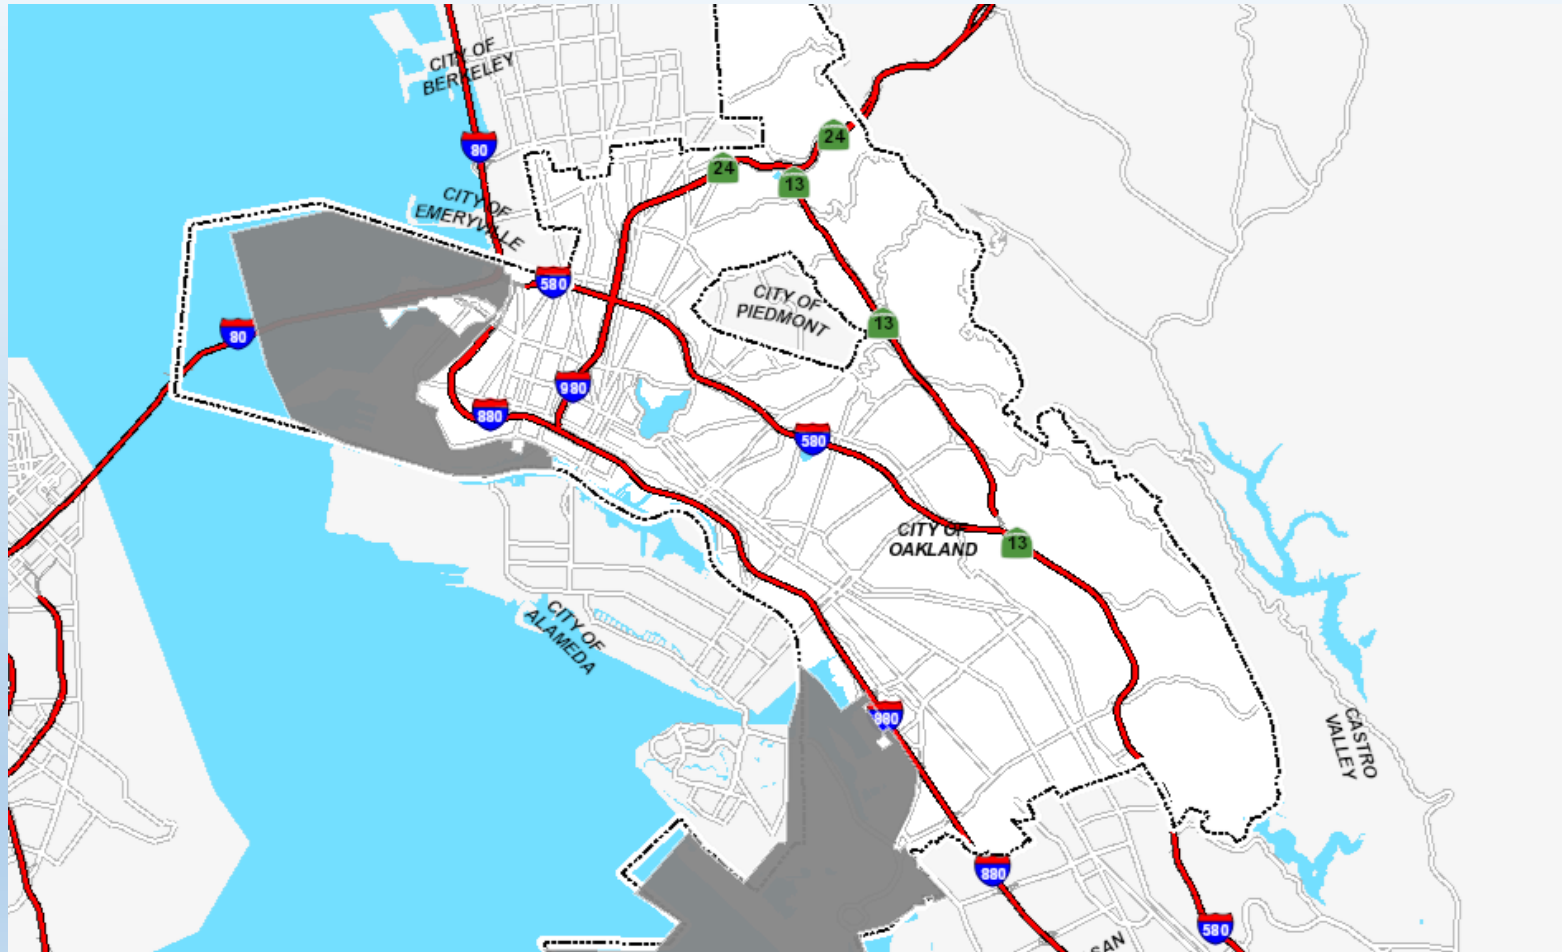 CITY OF
BERKELEY
80
24
24
13
CITY OF
EMERYVILLE
580
CITY OF
PIEDMONT
80
13
980
880
580
CITY OF
OAKLAND
13
CITY OF
ALAMEDA
880
CASTRO
VALLEY
880
580
SAN